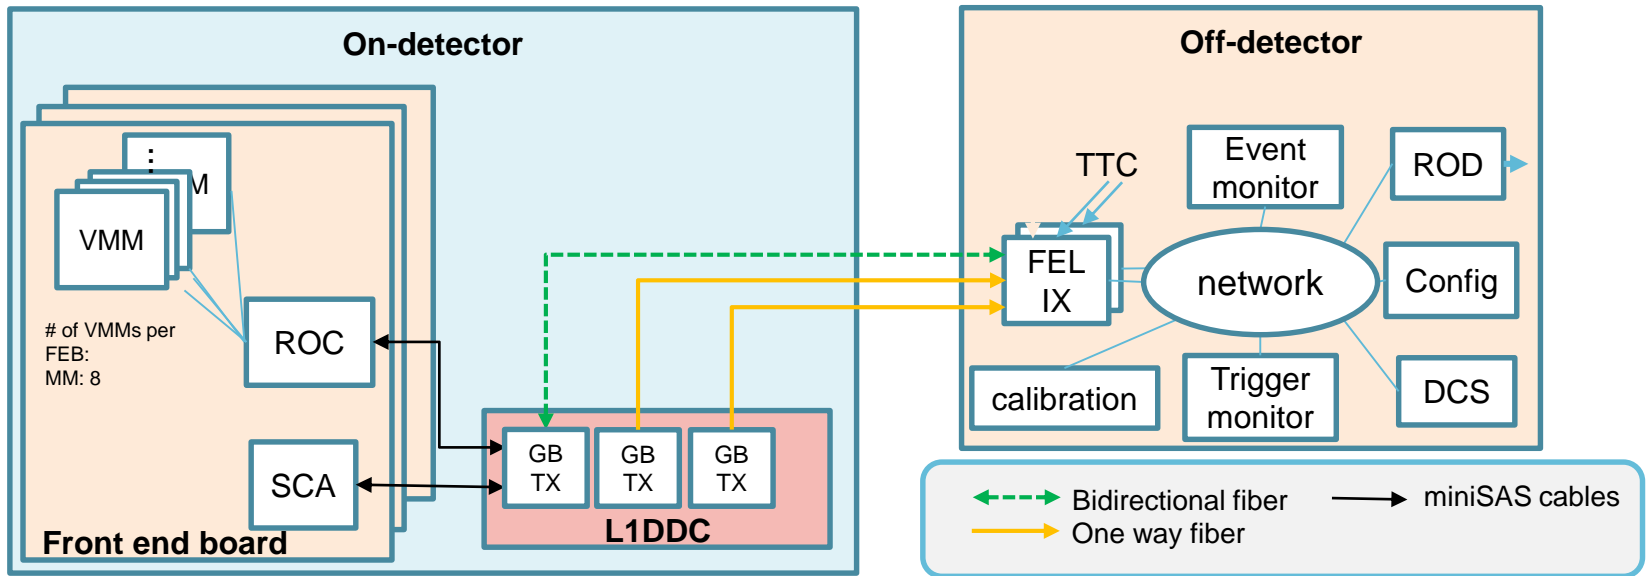 On-detector
Off-detector
⋮
M
VMM
# of VMMs per
FEB:
MM: 8
ROC
SCA
Front end board
GB
TX
GB
TX
GB
TX
L1DDC
TTC
FEL
IX
Event
monitor
ROD
network
Config
calibration
Trigger
monitor
DCS
Bidirectional fiber
miniSAS cables
One way fiber